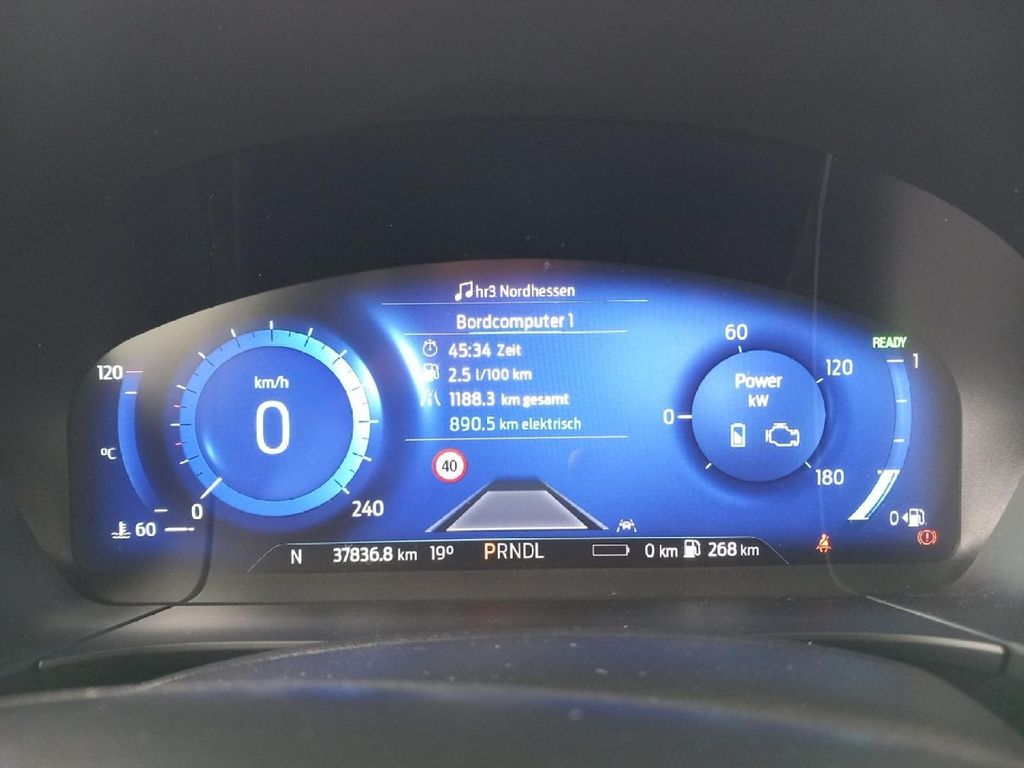 hr3 Nordhessen
Bordcomputer 1
45:34 Zeit
2.5 l/100 km
1188.3 km gesamt
890.5 km elektrisch
40
120
°C
60
km/h
0
0
240
60
0
120
180
Power
kW
READY
1
0
N 37836.8 km 19° PRNDL 0 km 268 km